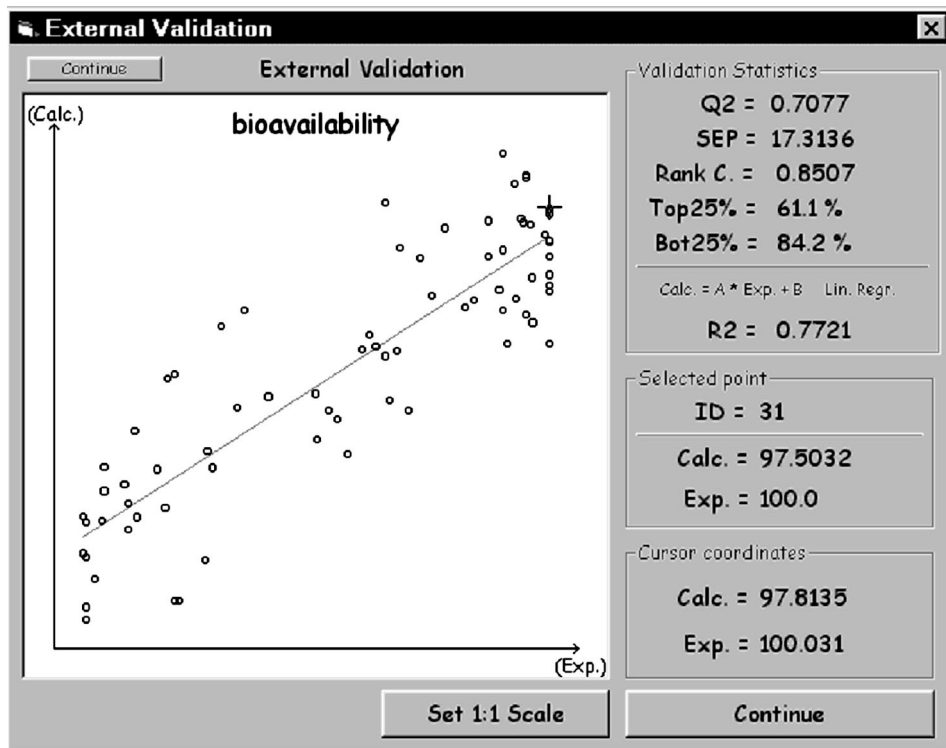 External Validation
Continue
External Validation
(Calc.)
bioavailability
(Exp.)
Set 1:1 Scale
Validation Statistics
Q2 = 0.7077
SEP = 17.3136
Rank C. = 0.8507
Top25% = 61.1 %
Bot25% = 84.2 %
Calc. = A * Exp. + B Lin. Regr.
R2 = 0.7721
Selected point
ID = 31
Calc. = 97.5032
Exp. = 100.0
Cursor coordinates
Calc. = 97.8135
Exp. = 100.031
Continue